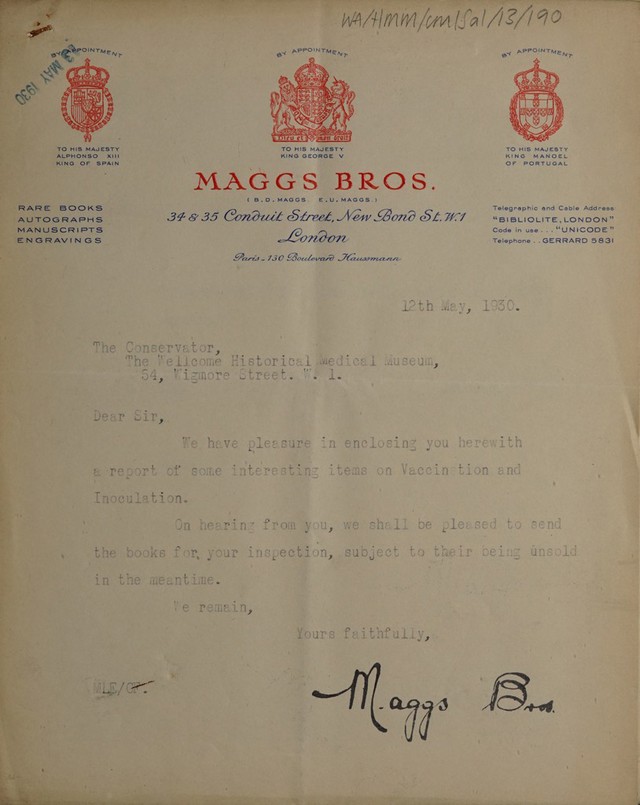 WA/HMM/cm/Sal/13/190
13 MAY 1930
BY APPOINTMENT
TO HIS MAJESTY
ALPHONSO XIII
KING OF SPAIN
BY APPOINTMENT
DIEU ET MON DROIT
TO HIS MAJESTY
KING GEORGE V
BY APPOINTMENT
TO HIS MAJESTY
KING MANOEL
OF PORTUGAL
MAGGS BROS.
(B.D. MAGGS. E.U. MAGGS.)
RARE BOOKS
AUTOGRAPHS
MANUSCRIPTS
ENGRAVINGS
34 & 35 Conduit Street, New Bond St. W.1
London
Paris - 130 Boulevard Haussmann
Telegraphic and Cable Address
"BIBLIOLITE, LONDON"
Code in use ... "UNICODE"
Telephone .. GERRARD 5831
12th May, 1930.
The Conservator,
The Wellcome Historical Medical Museum,
54, Wigmore Street. W. 1.
Dear Sir,
We have pleasure in enclosing you herewith
a report of some interesting items on Vaccination and
Inoculation.
On hearing from you, we shall be pleased to send
the books for your inspection, subject to their being unsold
in the meantime.
We remain,
Yours faithfully,
Maggs Bros.